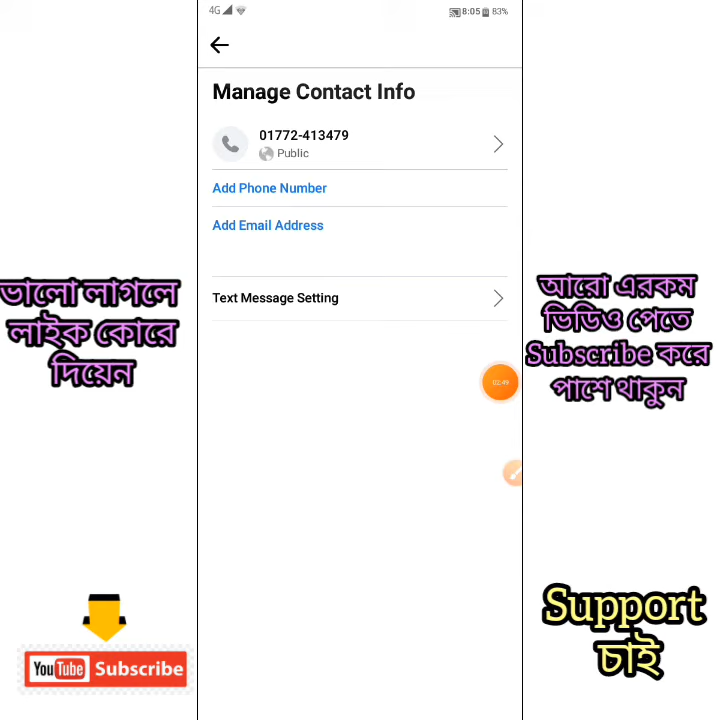 4G 8:05 83%
Manage Contact Info
01772-413479
Public
Add Phone Number
Add Email Address
Text Message Setting
02:49
ভালো লাগলে
লাইক কোরে
দিয়েন
আরো এরকম
ভিডিও পেতে
Subscribe করে
পাশে থাকুন
YouTube Subscribe
Support
চাই